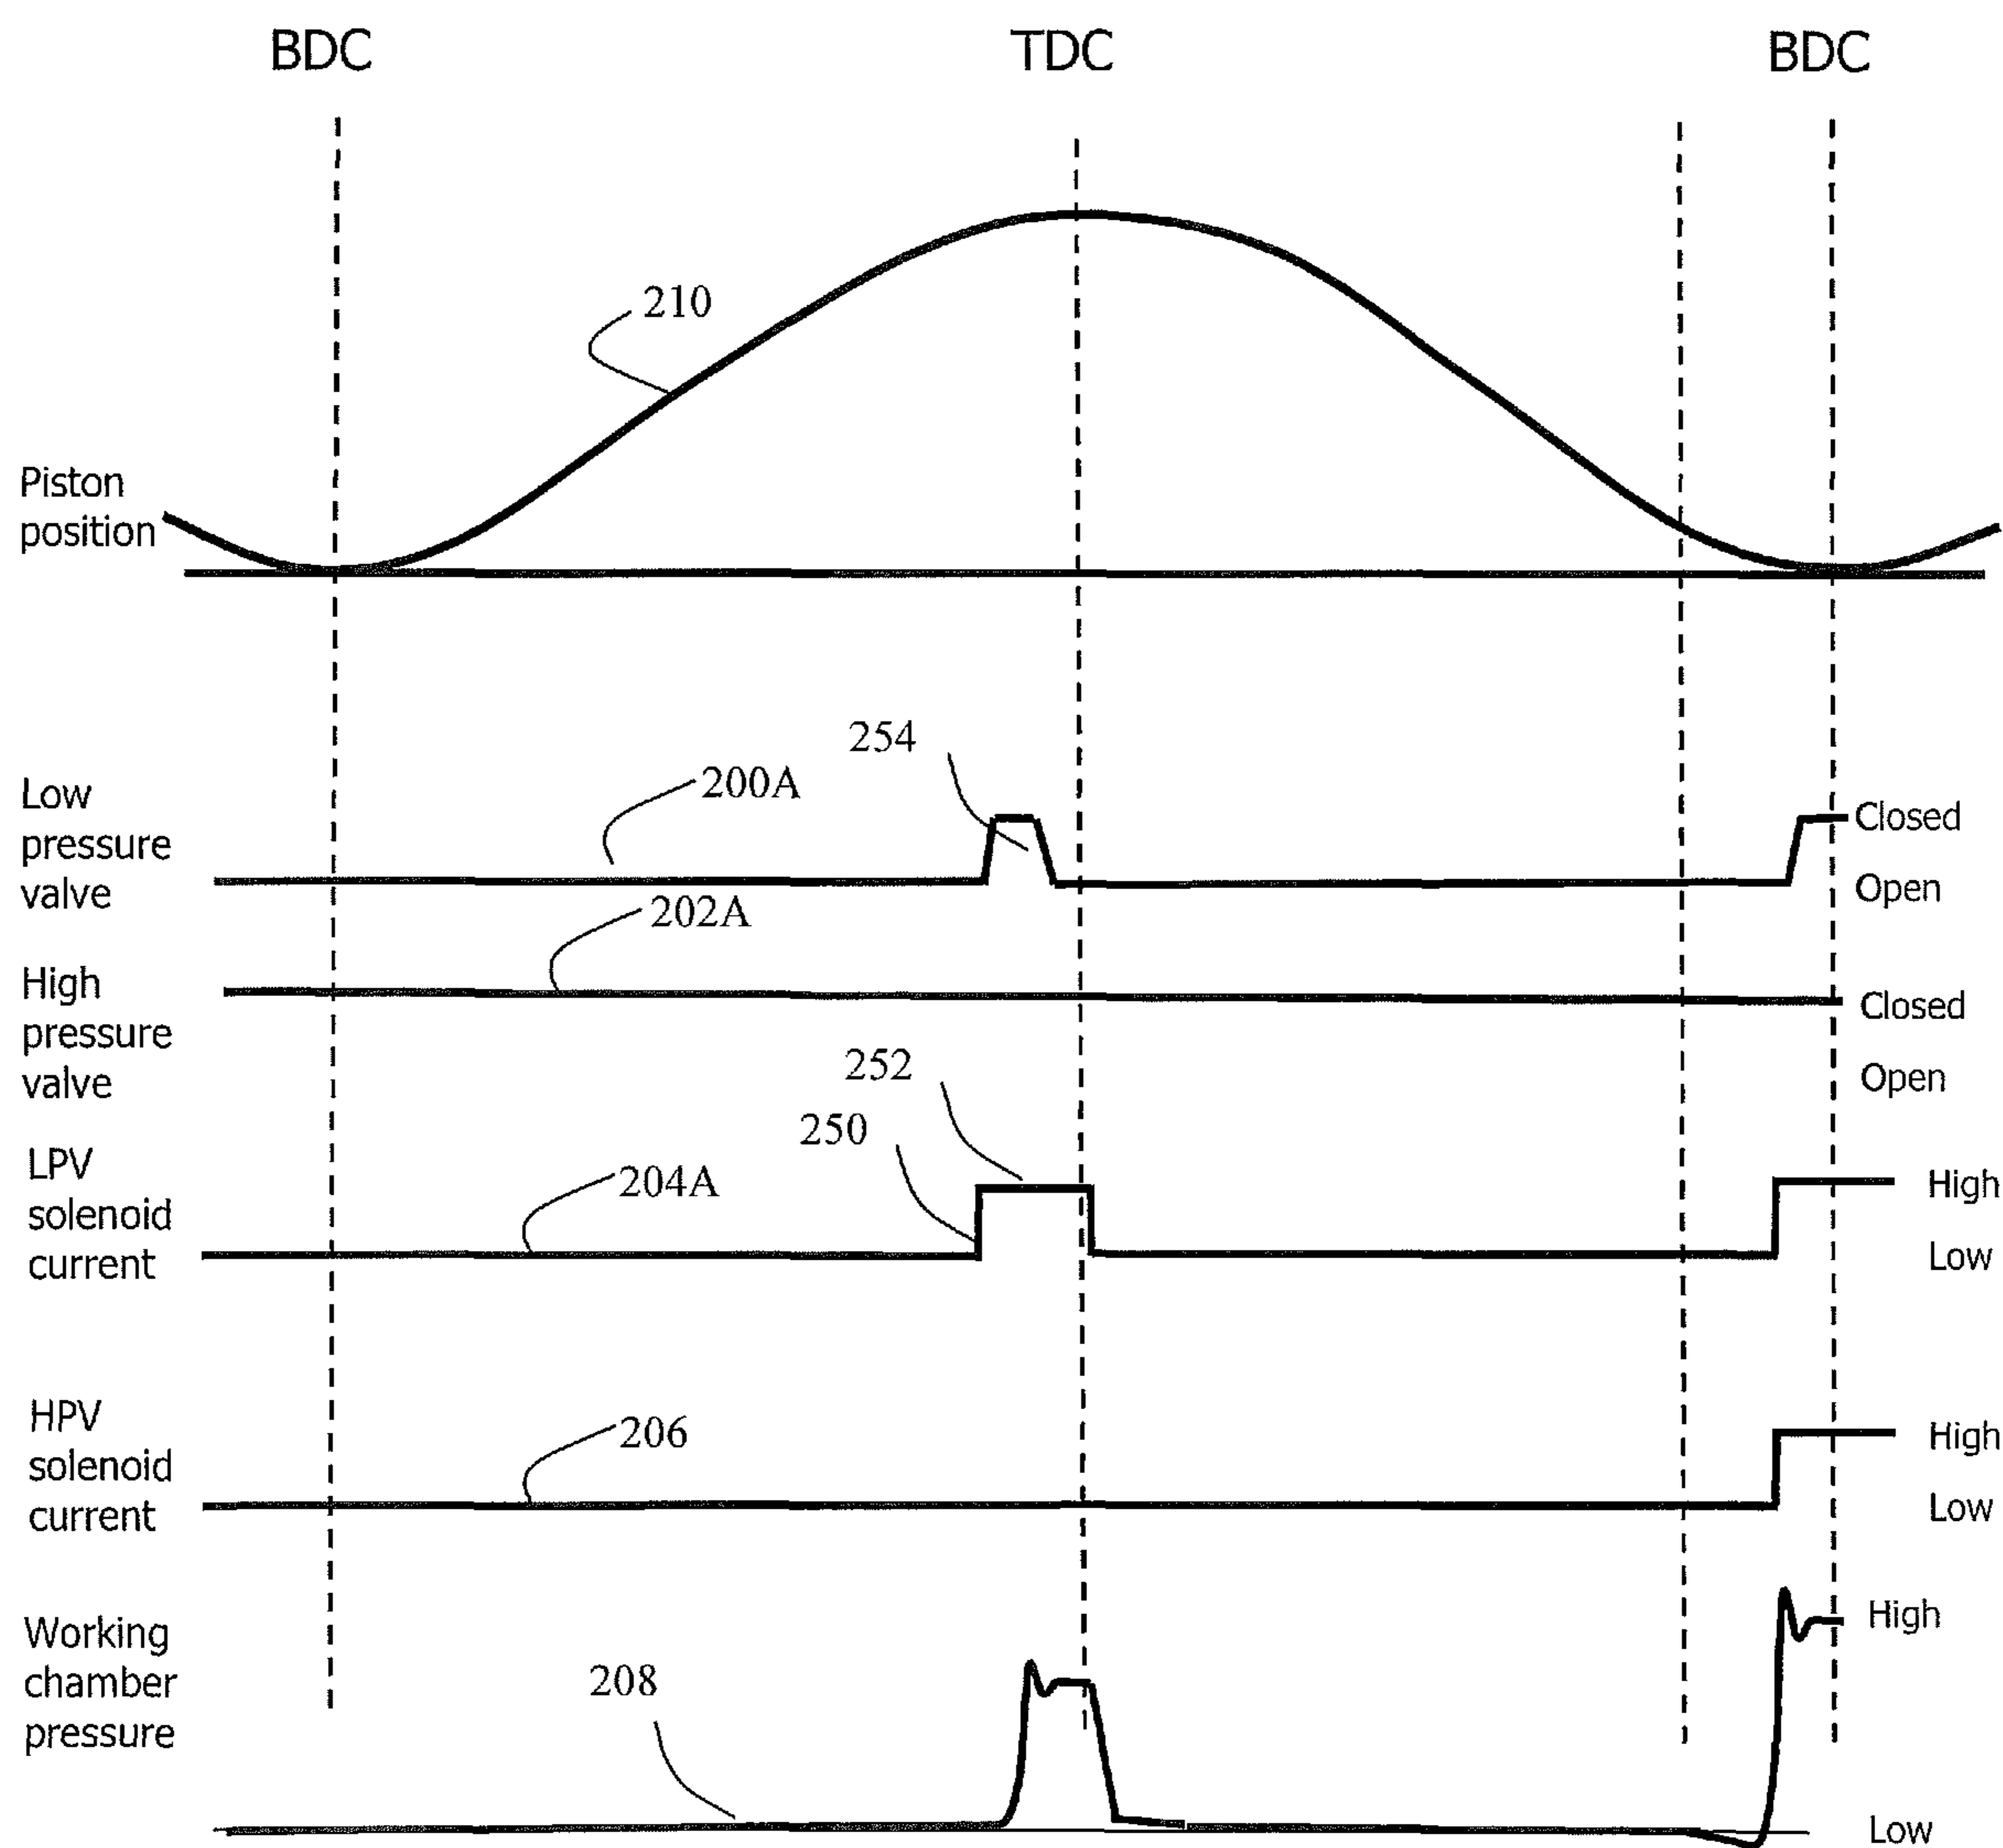 BDC
TDC
BDC
210
Piston
position
254
200A
Low
pressure
valve
Closed
Open
202A
High
pressure
valve
Closed
Open
252
250
LPV
solenoid
current
204A
High
Low
HPV
solenoid
current
206
High
Low
Working
chamber
pressure
208
High
Low